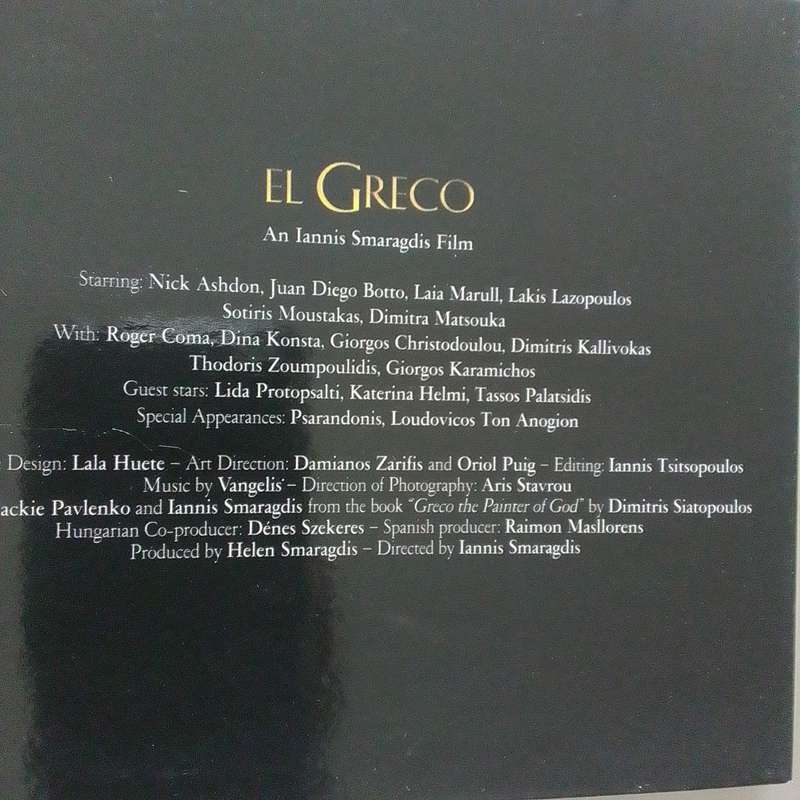 EL GRECO
An Iannis Smaragdis Film
Starring: Nick Ashdon, Juan Diego Botto, Laia Marull, Lakis Lazopoulos
Sotiris Moustakas, Dimitra Matsouka
With: Roger Coma, Dina Konsta, Giorgos Christodoulou, Dimitris Kallivokas
Thodoris Zoumpoulidis, Giorgos Karamichos
Guest stars: Lida Protopsalti, Katerina Helmi, Tassos Palatsidis
Special Appearances: Psarandonis, Loudovicos Ton Anogion
Design: Lala Huete – Art Direction: Damianos Zarifis and Oriol Puig – Editing: Iannis Tsitsopoulos
Music by Vangelis – Direction of Photography: Aris Stavrou
ackie Pavlenko and Iannis Smaragdis from the book "Greco the Painter of God" by Dimitris Siatopoulos
Hungarian Co-producer: Dénes Szekeres – Spanish producer: Raimon Masllorens
Produced by Helen Smaragdis – Directed by Iannis Smaragdis